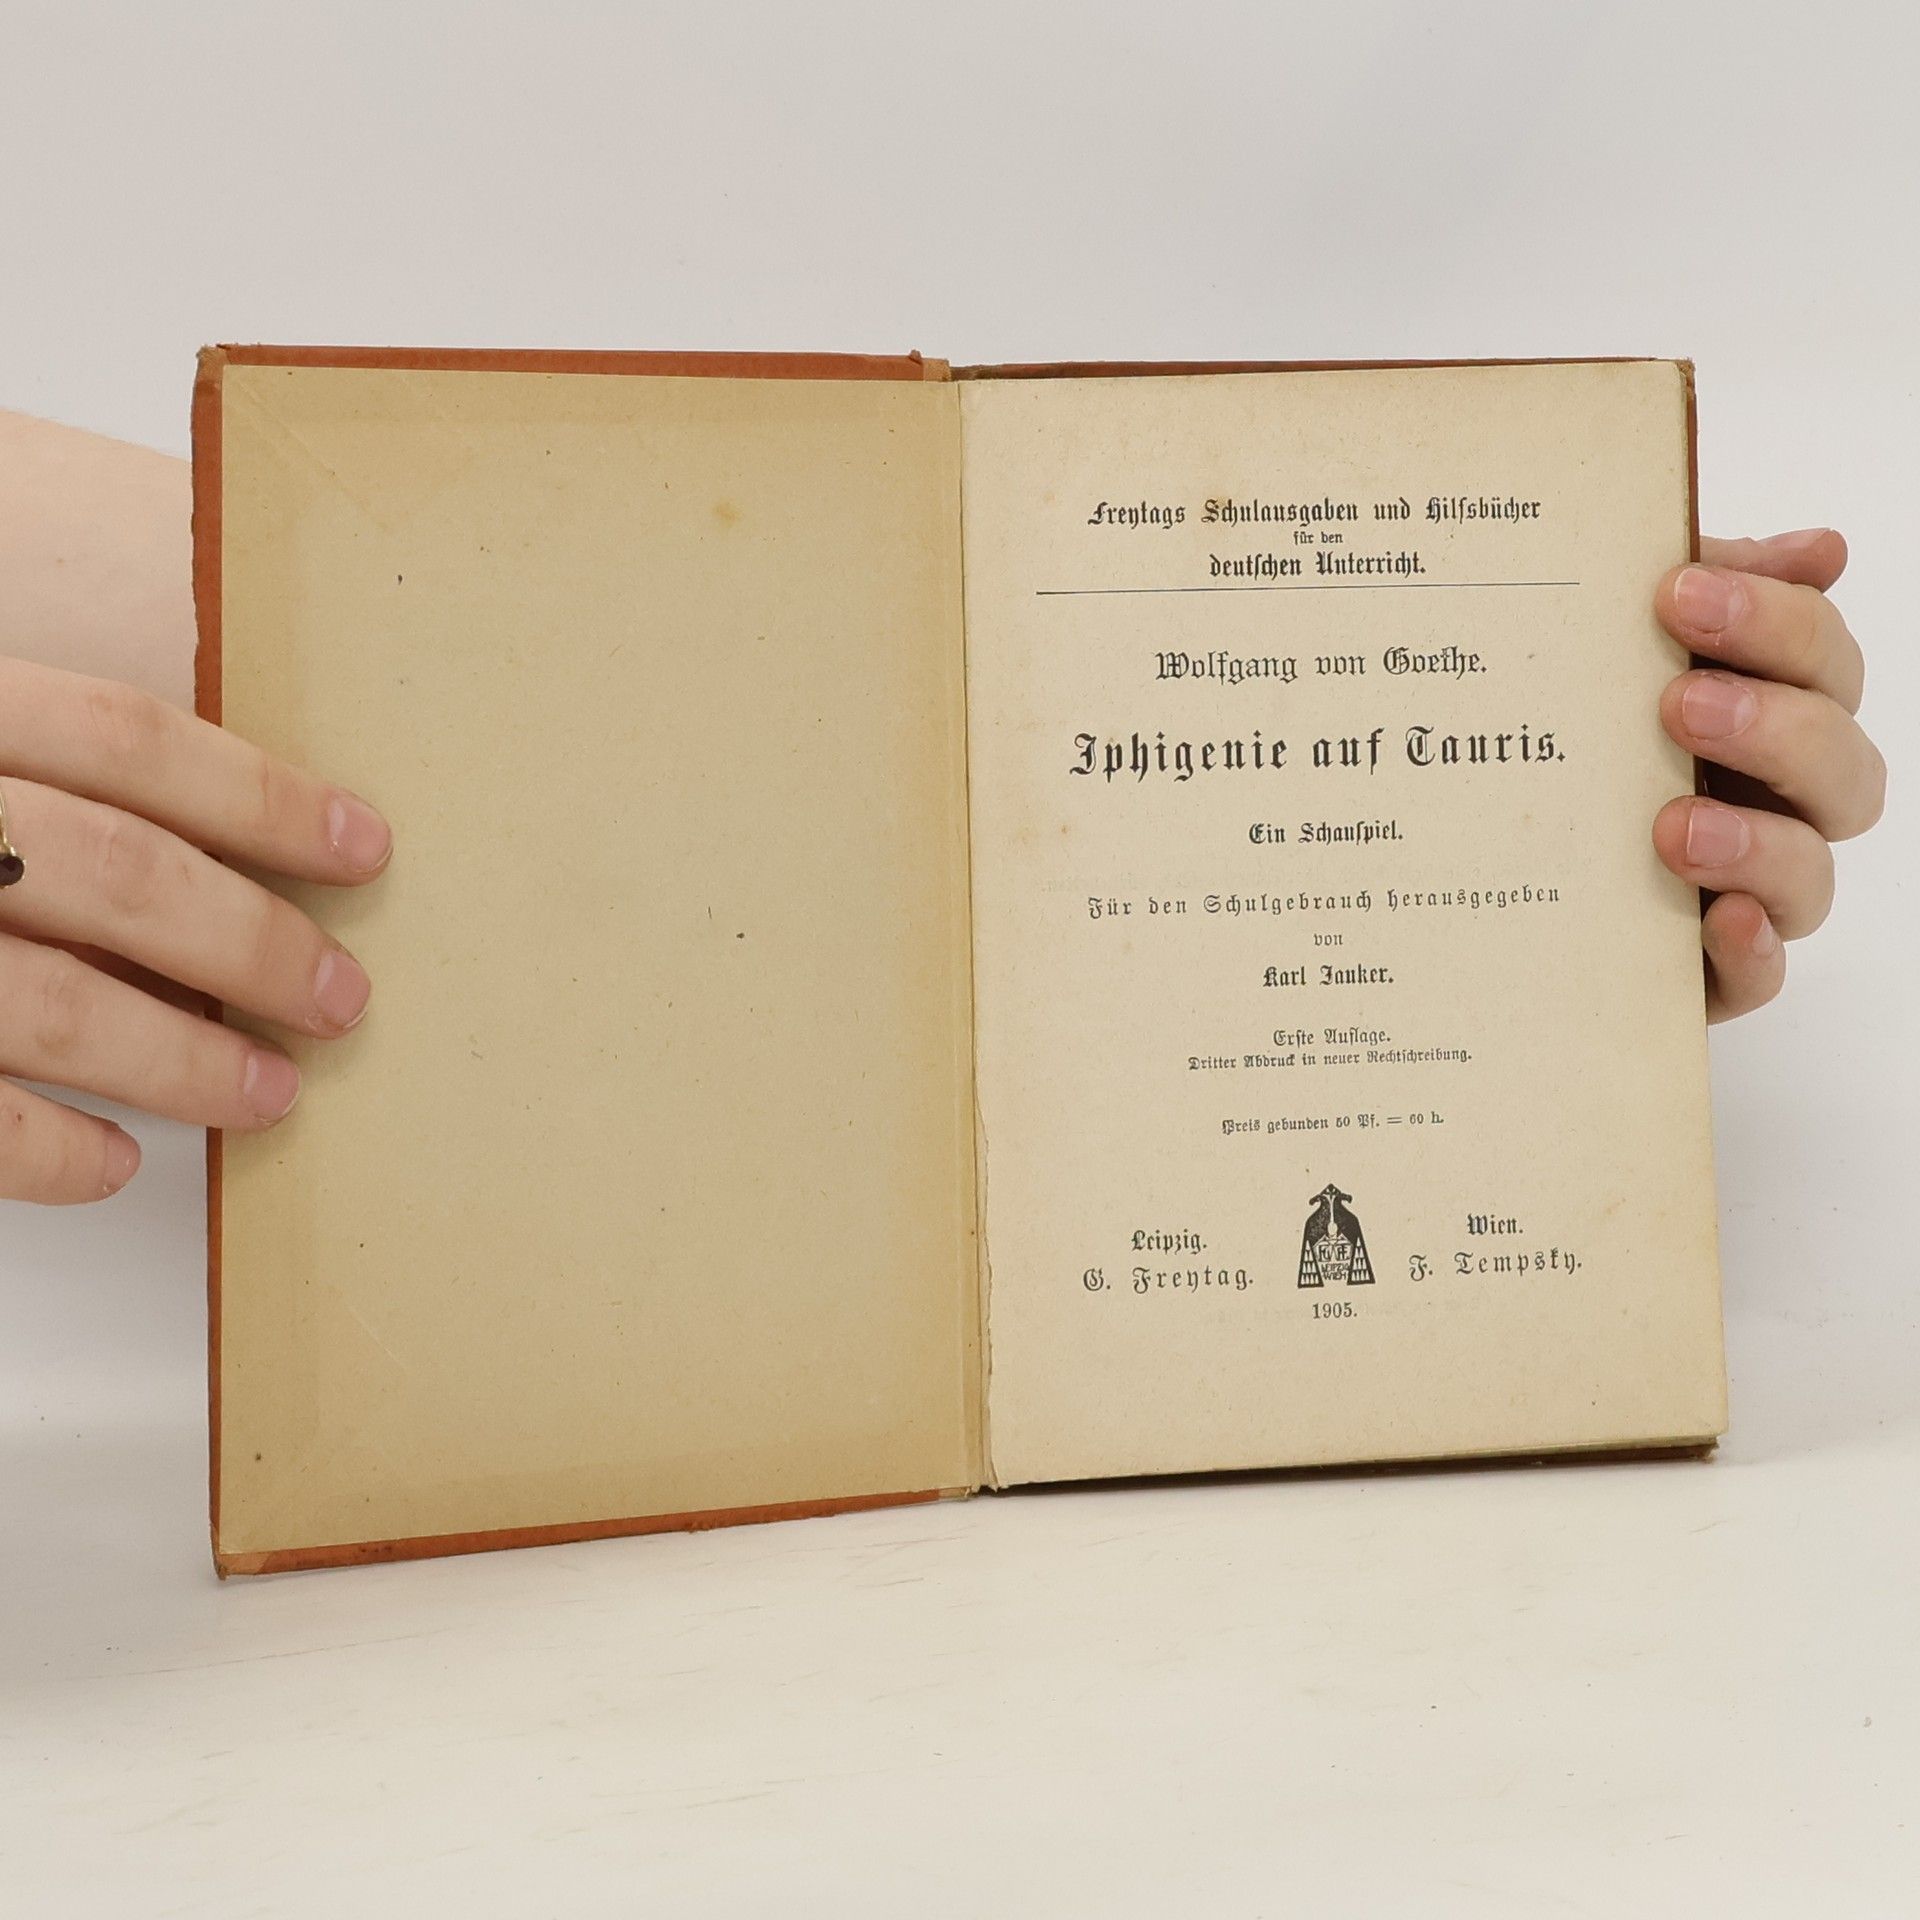 Freytags Schulausgaben und Hilfsbücher
für den
deutschen Unterricht.
Wolfgang von Goethe.
Iphigenie auf Tauris.
Ein Schauspiel.
Für den Schulgebrauch herausgegeben
von
Karl Jauker.
Erste Auflage.
Dritter Abdruck in neuer Rechtschreibung.
Preis gebunden 50 Pf. = 60 h.
Leipzig.
G. Freytag.
LEIPZIG
WIEN
Wien.
F. Tempsky.
1905.